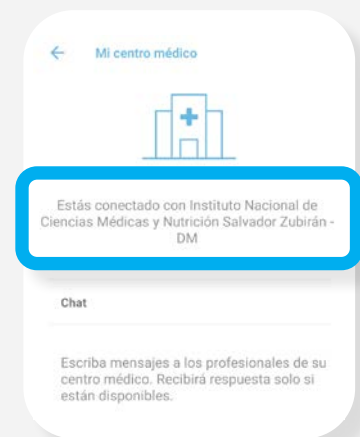 Mi centro médico
Estás conectado con Instituto Nacional de
Ciencias Médicas y Nutrición Salvador Zubirán -
DM
Chat
Escriba mensajes a los profesionales de su
centro médico. Recibirá respuesta solo si
están disponibles.